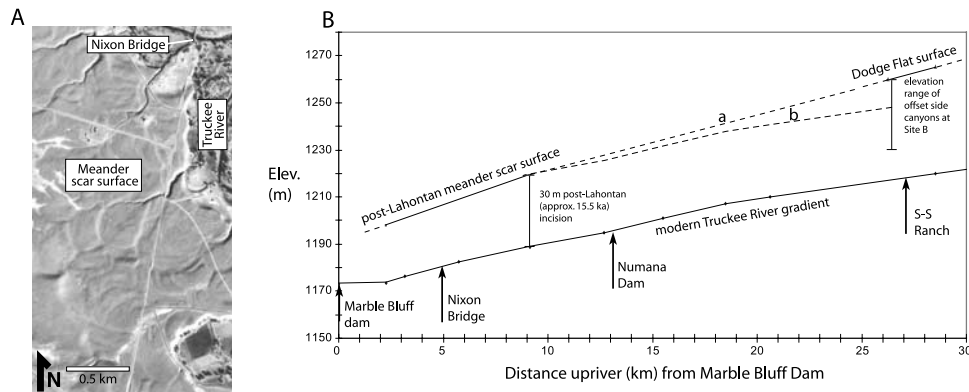 A
Nixon Bridge
Truckee
River
Meander
scar surface
N
0.5 km
B
1270
1250
1230
Elev.
(m)
1210
1190
1170
1150
Dodge Flat surface
elevation
range of
offset side
canyons at
Site B
a
b
post-Lahontan meander scar surface
30 m post-Lahontan
(approx. 15.5 ka)
incision
modern Truckee River gradient
S-S
Ranch
Numana
Dam
Nixon
Bridge
Marble Bluff
dam
0 5 10 15 20 25 30
Distance upriver (km) from Marble Bluff Dam